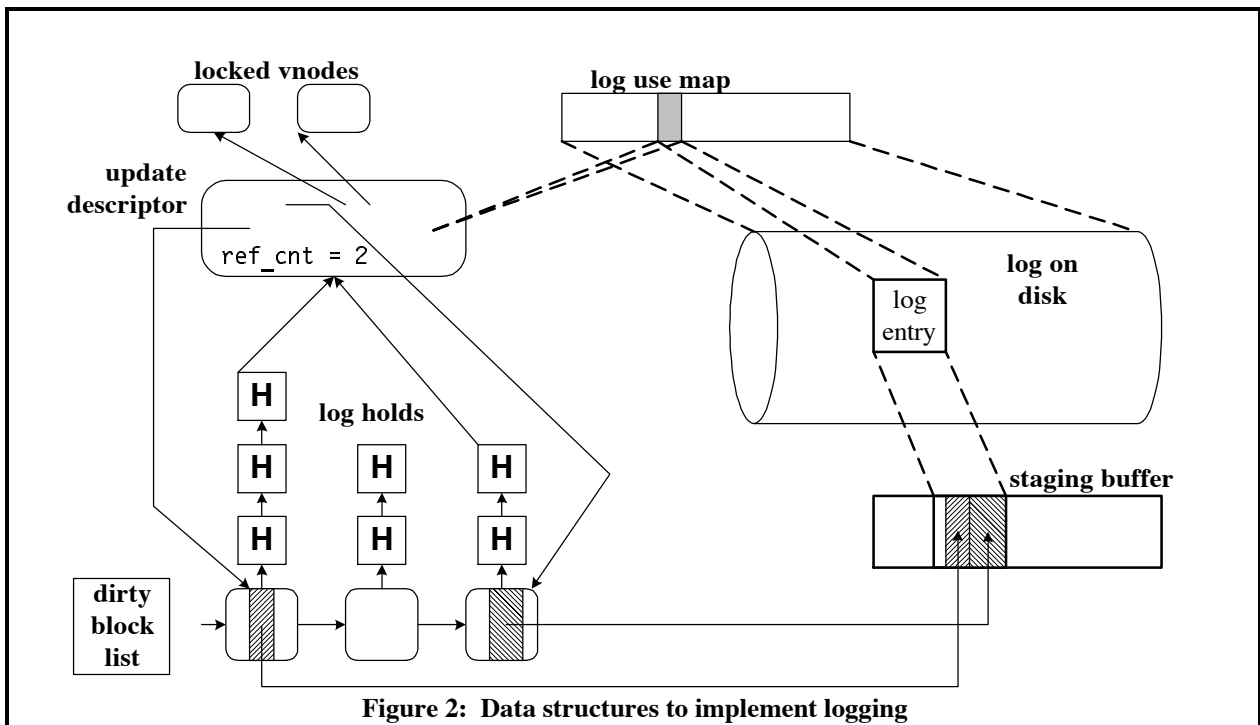 locked vnodes
log use map
update
descriptor
ref_cnt = 2
log on
disk
log
entry
H
log holds
H
H
H
H
H
H
staging buffer
dirty
block
list
Figure 2: Data structures to implement logging